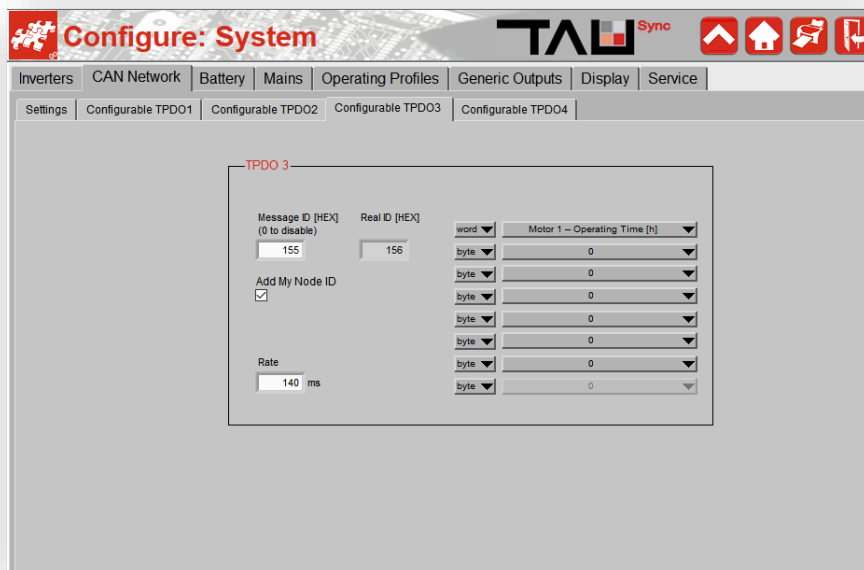 Configure: System
TAU Sync
Inverters CAN Network Battery Mains Operating Profiles Generic Outputs Display Service
Settings Configurable TPDO1 Configurable TPDO2 Configurable TPDO3 Configurable TPDO4
TPDO 3
Message ID [HEX] Real ID [HEX]
(0 to disable)
155 156
Add My Node ID
Rate
140 ms
word Motor 1 – Operating Time [h]
byte 0
byte 0
byte 0
byte 0
byte 0
byte 0
byte 0